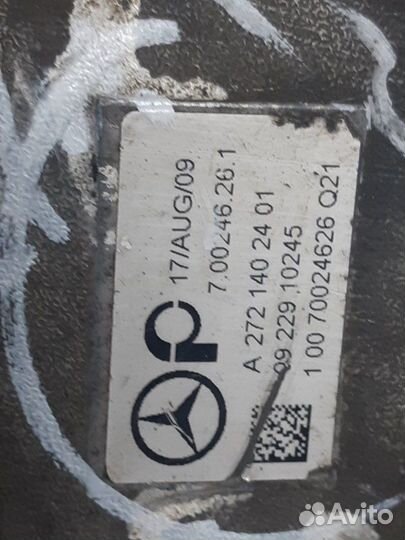 17/AUG/09
7.00246.26.1
A 272 140 24 01
09 229 10245
1 00 70024626 Q21
Avito